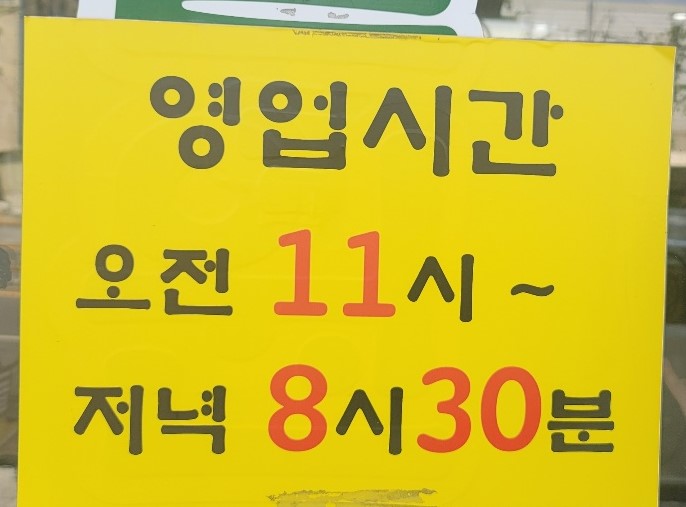 영업시간
오전 11시 ~
저녁 8시30분